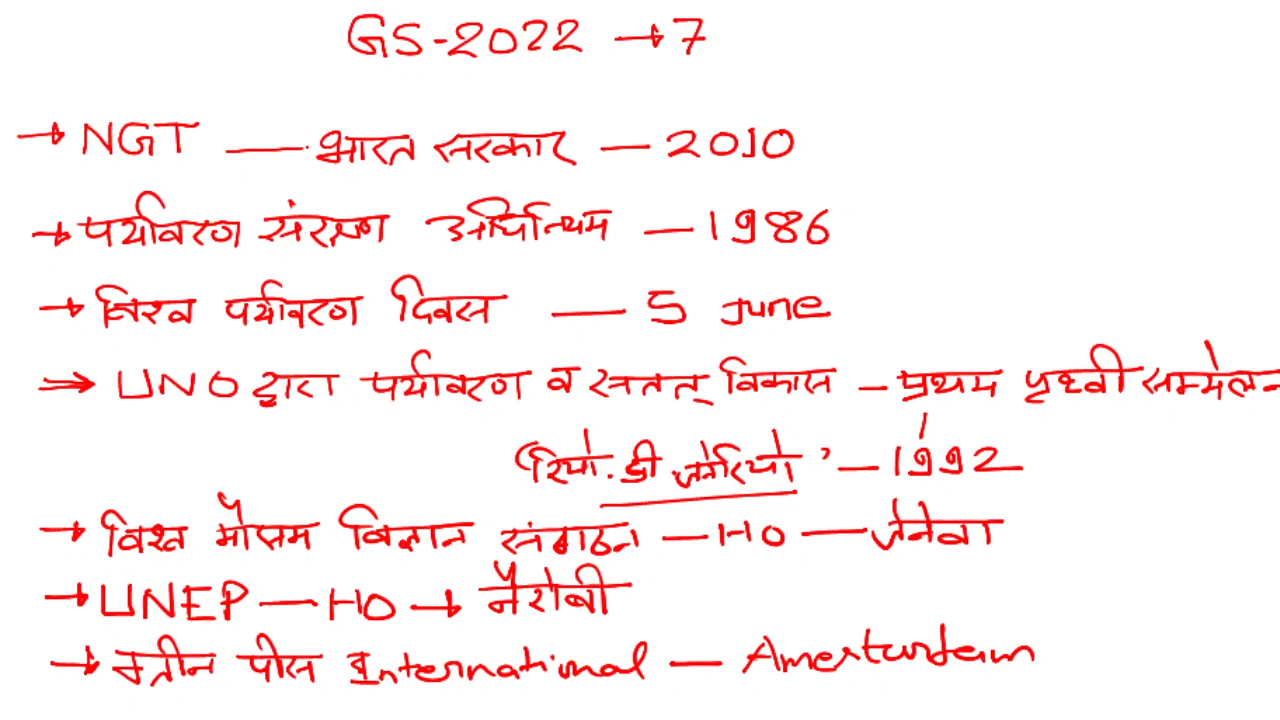 GS-2022 → 7
→ NGT — भारत सरकार — 2010
→ पर्यावरण संरक्षण अधिनियम — 1986
→ विश्व पर्यावरण दिवस — 5 June
⇒ UNO द्वारा पर्यावरण व सतत् विकास – प्रथम पृथ्वी सम्मेलन
(रियो. डी जेनेरियो) — 1992
→ विश्व मौसम विज्ञान संगठन — HO — जेनेवा
→ UNEP — HO → नैरोबी
→ ग्रीन पीस International — Amesturdam